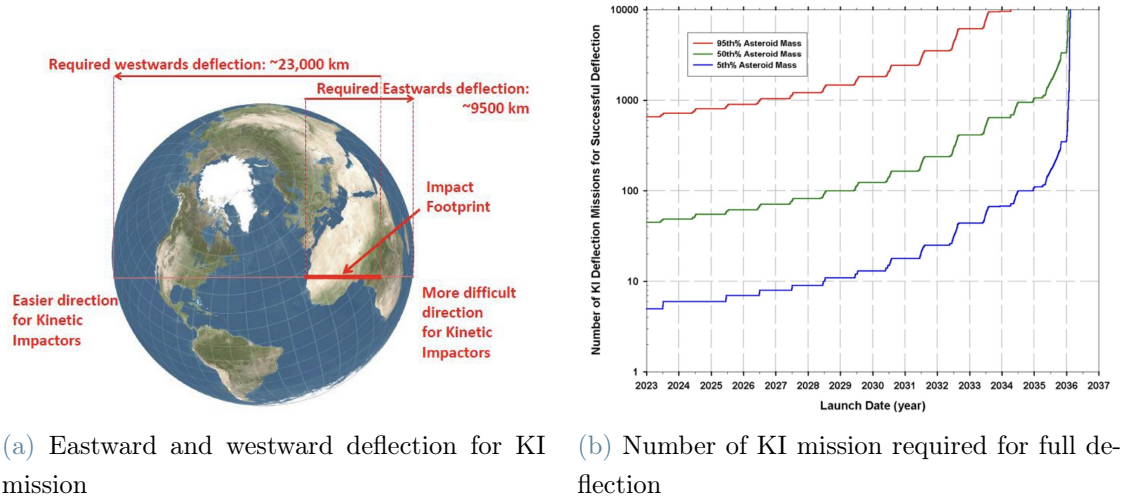 Required westwards deflection: ~23,000 km
Required Eastwards deflection:
~9500 km
Impact
Footprint
Easier direction
for Kinetic
Impactors
More difficult
direction
for Kinetic
Impactors
Number of KI Deflection Missions for Successful Deflection
10000
1000
100
10
1
95th% Asteroid Mass
50th% Asteroid Mass
5th% Asteroid Mass
2023 2024 2025 2026 2027 2028 2029 2030 2031 2032 2033 2034 2035 2036 2037
Launch Date (year)
(a) Eastward and westward deflection for KI
mission
(b) Number of KI mission required for full de-
flection